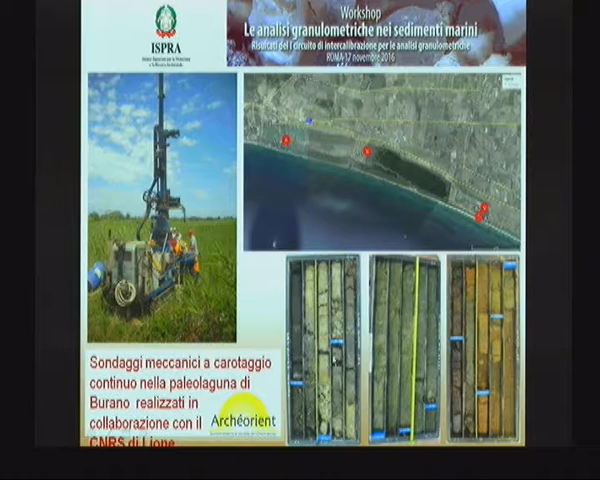 ISPRA
Workshop
Le analisi granulometriche nei sedimenti marini
Risultati del I circuito di intercalibrazione per le analisi granulometriche
ROMA 17 novembre 2016
Sondaggi meccanici a carotaggio
continuo nella paleolaguna di
Burano realizzati in
collaborazione con il
CNRS di Lione
Archéorient